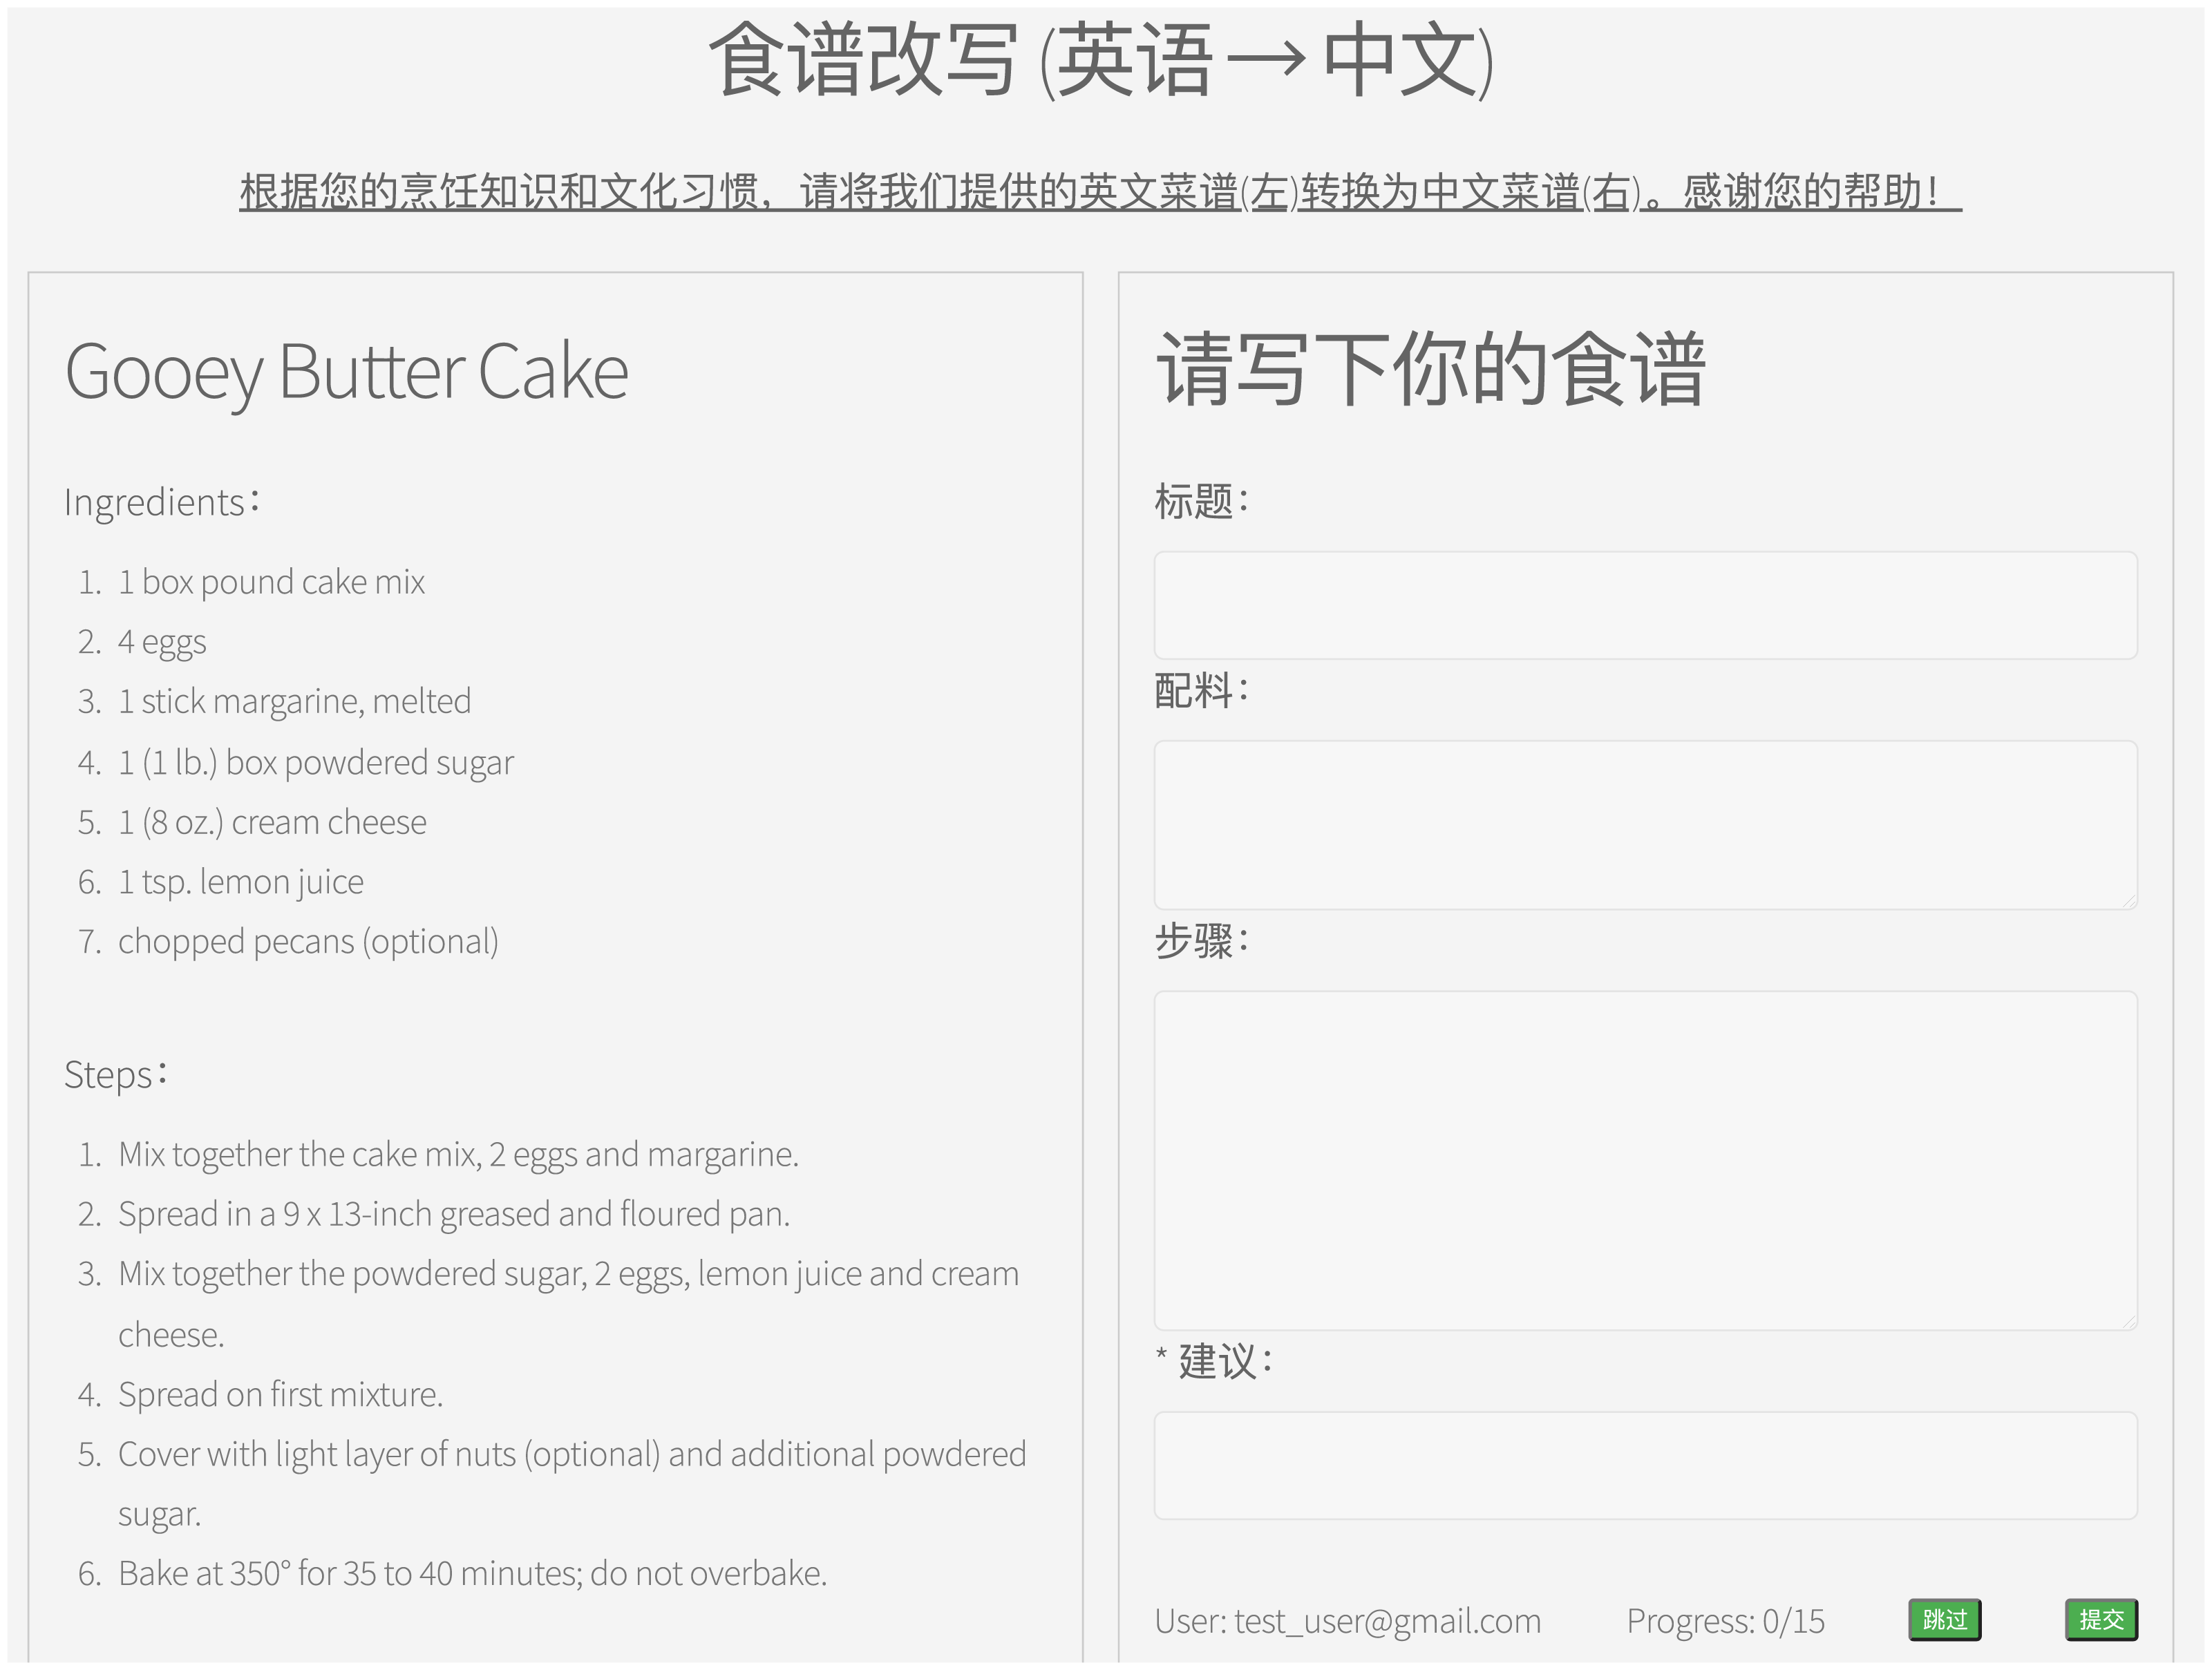 食谱改写 (英语 → 中文)
根据您的烹饪知识和文化习惯，请将我们提供的英文菜谱(左)转换为中文菜谱(右)。感谢您的帮助！
Gooey Butter Cake
Ingredients：
1. 1 box pound cake mix
2. 4 eggs
3. 1 stick margarine, melted
4. 1 (1 lb.) box powdered sugar
5. 1 (8 oz.) cream cheese
6. 1 tsp. lemon juice
7. chopped pecans (optional)
Steps：
1. Mix together the cake mix, 2 eggs and margarine.
2. Spread in a 9 x 13-inch greased and floured pan.
3. Mix together the powdered sugar, 2 eggs, lemon juice and cream
cheese.
4. Spread on first mixture.
5. Cover with light layer of nuts (optional) and additional powdered
sugar.
6. Bake at 350° for 35 to 40 minutes; do not overbake.
请写下你的食谱
标题：
配料：
步骤：
* 建议：
User: test_user@gmail.com Progress: 0/15 跳过 提交